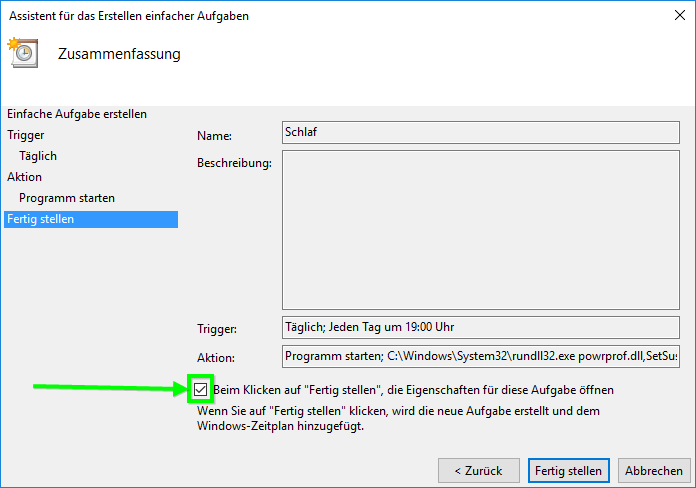 Assistent für das Erstellen einfacher Aufgaben
Zusammenfassung
Einfache Aufgabe erstellen
Trigger
Täglich
Aktion
Programm starten
Fertig stellen
Name:
Schlaf
Beschreibung:
Trigger:
Täglich; Jeden Tag um 19:00 Uhr
Aktion:
Programm starten; C:\Windows\System32\rundll32.exe powrprof.dll,SetSus
Beim Klicken auf "Fertig stellen", die Eigenschaften für diese Aufgabe öffnen
Wenn Sie auf "Fertig stellen" klicken, wird die neue Aufgabe erstellt und dem
Windows-Zeitplan hinzugefügt.
< Zurück
Fertig stellen
Abbrechen